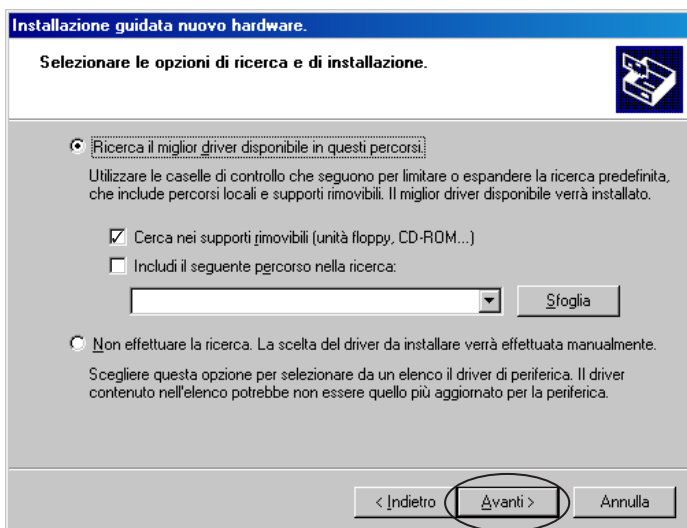 Installazione guidata nuovo hardware.
Selezionare le opzioni di ricerca e di installazione.
Ricerca il miglior driver disponibile in questi percorsi.
Utilizzare le caselle di controllo che seguono per limitare o espandere la ricerca predefinita,
che include percorsi locali e supporti rimovibili. Il miglior driver disponibile verrà installato.
Cerca nei supporti rimovibili (unità floppy, CD-ROM...)
Includi il seguente percorso nella ricerca:
Sfoglia
Non effettuare la ricerca. La scelta del driver da installare verrà effettuata manualmente.
Scegliere questa opzione per selezionare da un elenco il driver di periferica. Il driver
contenuto nell'elenco potrebbe non essere quello più aggiornato per la periferica.
< Indietro Avanti > Annulla